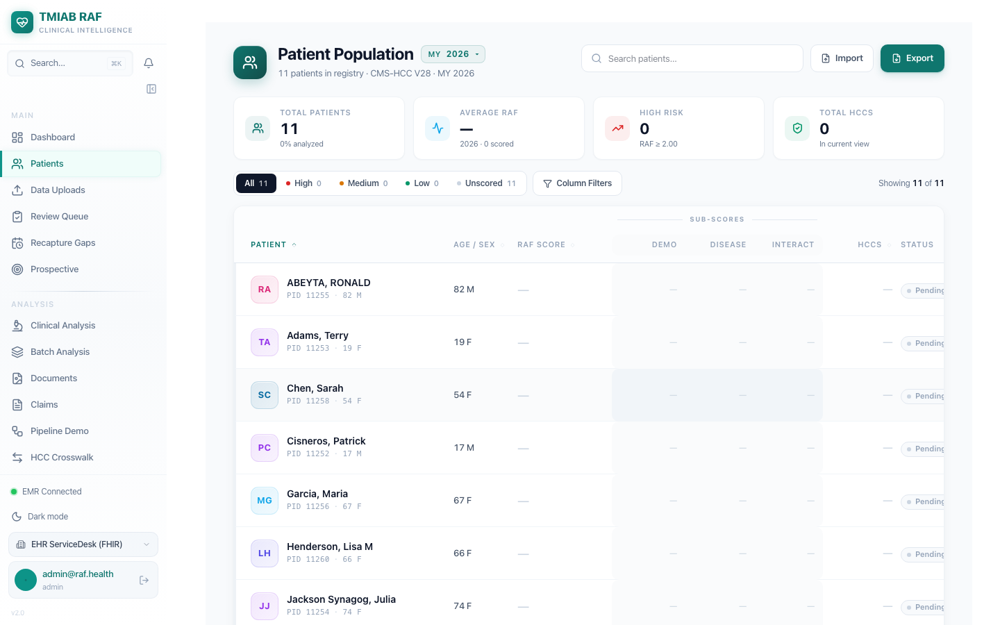 TMIAB RAF
CLINICAL INTELLIGENCE
Search... ⌘K
MAIN
Dashboard
Patients
Data Uploads
Review Queue
Recapture Gaps
Prospective
ANALYSIS
Clinical Analysis
Batch Analysis
Documents
Claims
Pipeline Demo
HCC Crosswalk
EMR Connected
Dark mode
EHR ServiceDesk (FHIR)
admin@raf.health
admin
v2.0
Patient Population MY 2026
11 patients in registry · CMS-HCC V28 · MY 2026
Search patients...
Import
Export
TOTAL PATIENTS
11
0% analyzed
AVERAGE RAF
—
2026 · 0 scored
HIGH RISK
0
RAF ≥ 2.00
TOTAL HCCS
0
In current view
All 11 High 0 Medium 0 Low 0 Unscored 11 Column Filters
Showing 11 of 11
SUB-SCORES
PATIENT AGE / SEX RAF SCORE DEMO DISEASE INTERACT HCCS STATUS
RA ABEYTA, RONALD 82 M — — — — — Pending
PID 11255 · 82 M
TA Adams, Terry 19 F — — — — — Pending
PID 11253 · 19 F
SC Chen, Sarah 54 F — — — — — Pending
PID 11258 · 54 F
PC Cisneros, Patrick 17 M — — — — — Pending
PID 11252 · 17 M
MG Garcia, Maria 67 F — — — — — Pending
PID 11256 · 67 F
LH Henderson, Lisa M 66 F — — — — — Pending
PID 11260 · 66 F
JJ Jackson Synagog, Julia 74 F — — — — — Pending
PID 11254 · 74 F